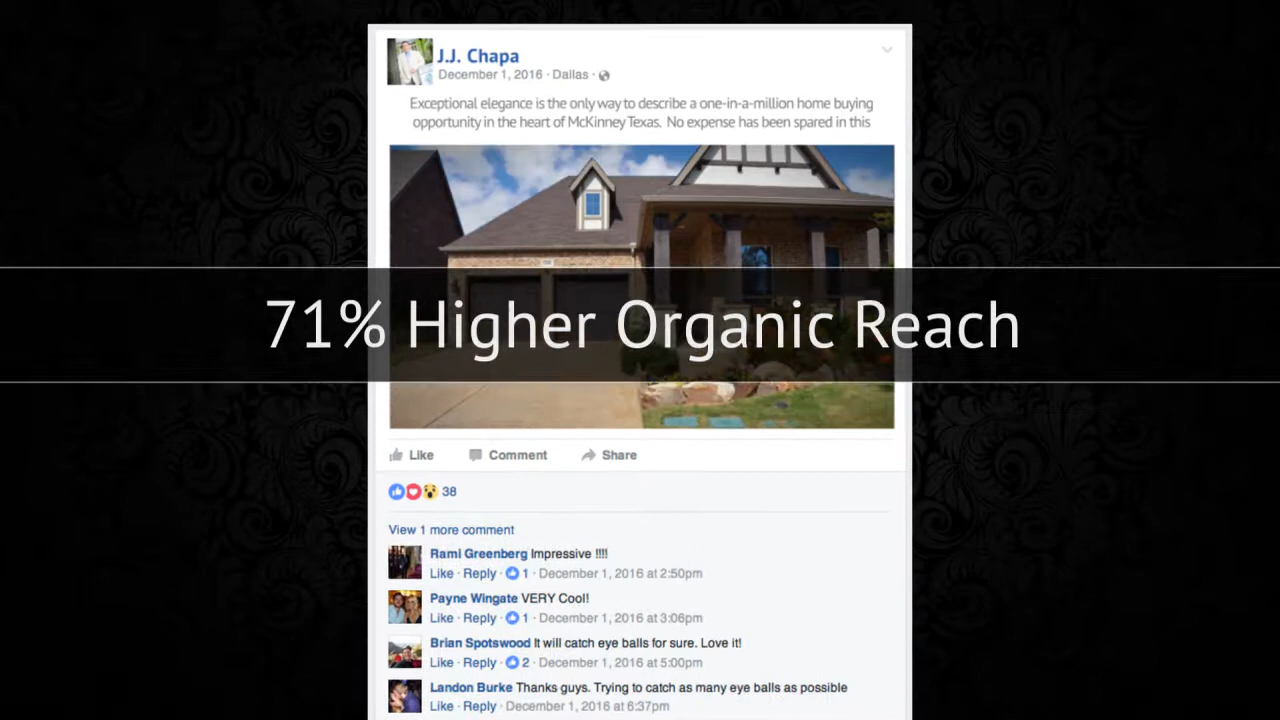 J.J. Chapa
December 1, 2016 · Dallas ·
Exceptional elegance is the only way to describe a one-in-a-million home buying
opportunity in the heart of McKinney Texas. No expense has been spared in this
71% Higher Organic Reach
Like Comment Share
38
View 1 more comment
Rami Greenberg Impressive !!!!
Like · Reply · 1 · December 1, 2016 at 2:50pm
Payne Wingate VERY Cool!
Like · Reply · 1 · December 1, 2016 at 3:06pm
Brian Spotswood It will catch eye balls for sure. Love it!
Like · Reply · 2 · December 1, 2016 at 5:00pm
Landon Burke Thanks guys. Trying to catch as many eye balls as possible
Like · Reply · December 1, 2016 at 6:37pm